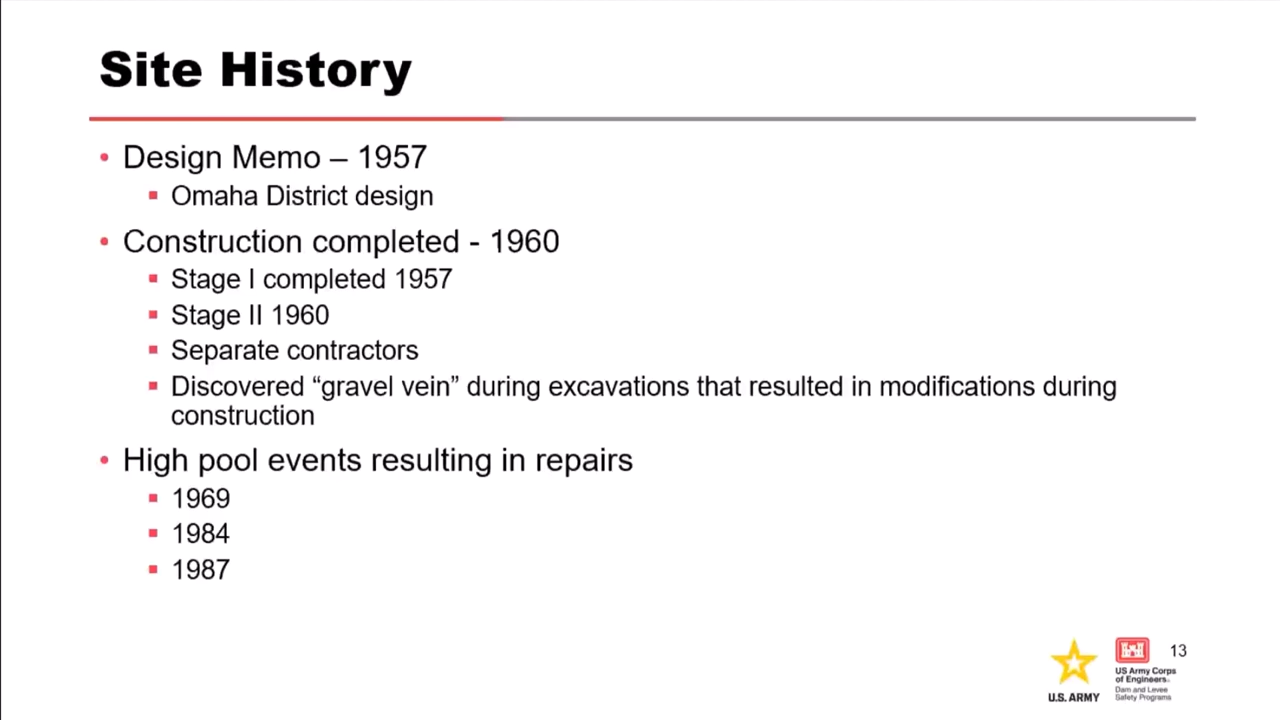 Site History
• Design Memo – 1957
▪ Omaha District design
• Construction completed - 1960
▪ Stage I completed 1957
▪ Stage II 1960
▪ Separate contractors
▪ Discovered “gravel vein” during excavations that resulted in modifications during
construction
• High pool events resulting in repairs
▪ 1969
▪ 1984
▪ 1987
U.S. ARMY
US Army Corps
of Engineers®
Dam and Levee
Safety Programs
13